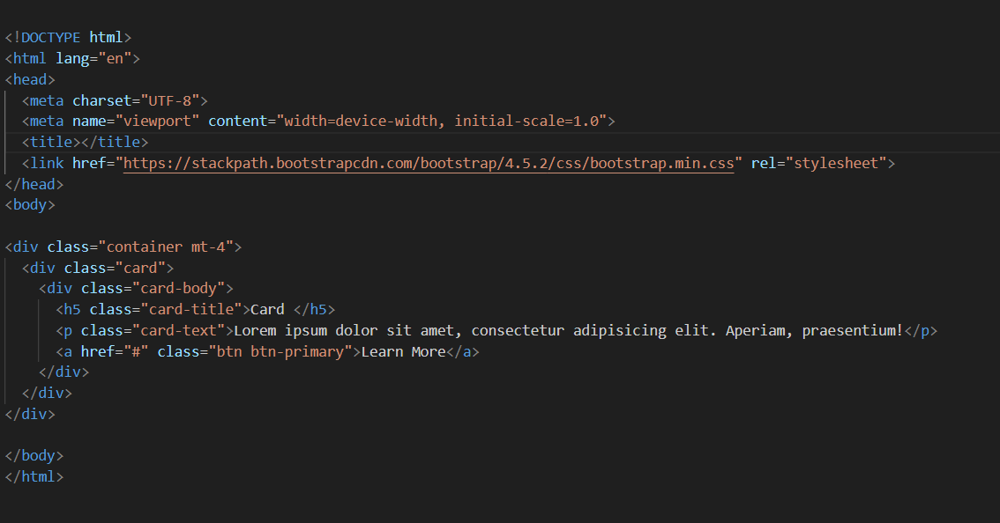 <!DOCTYPE html>
<html lang="en">
<head>
  <meta charset="UTF-8">
  <meta name="viewport" content="width=device-width, initial-scale=1.0">
  <title></title>
  <link href="https://stackpath.bootstrapcdn.com/bootstrap/4.5.2/css/bootstrap.min.css" rel="stylesheet">
</head>
<body>

<div class="container mt-4">
  <div class="card">
    <div class="card-body">
      <h5 class="card-title">Card </h5>
      <p class="card-text">Lorem ipsum dolor sit amet, consectetur adipisicing elit. Aperiam, praesentium!</p>
      <a href="#" class="btn btn-primary">Learn More</a>
    </div>
  </div>
</div>

</body>
</html>